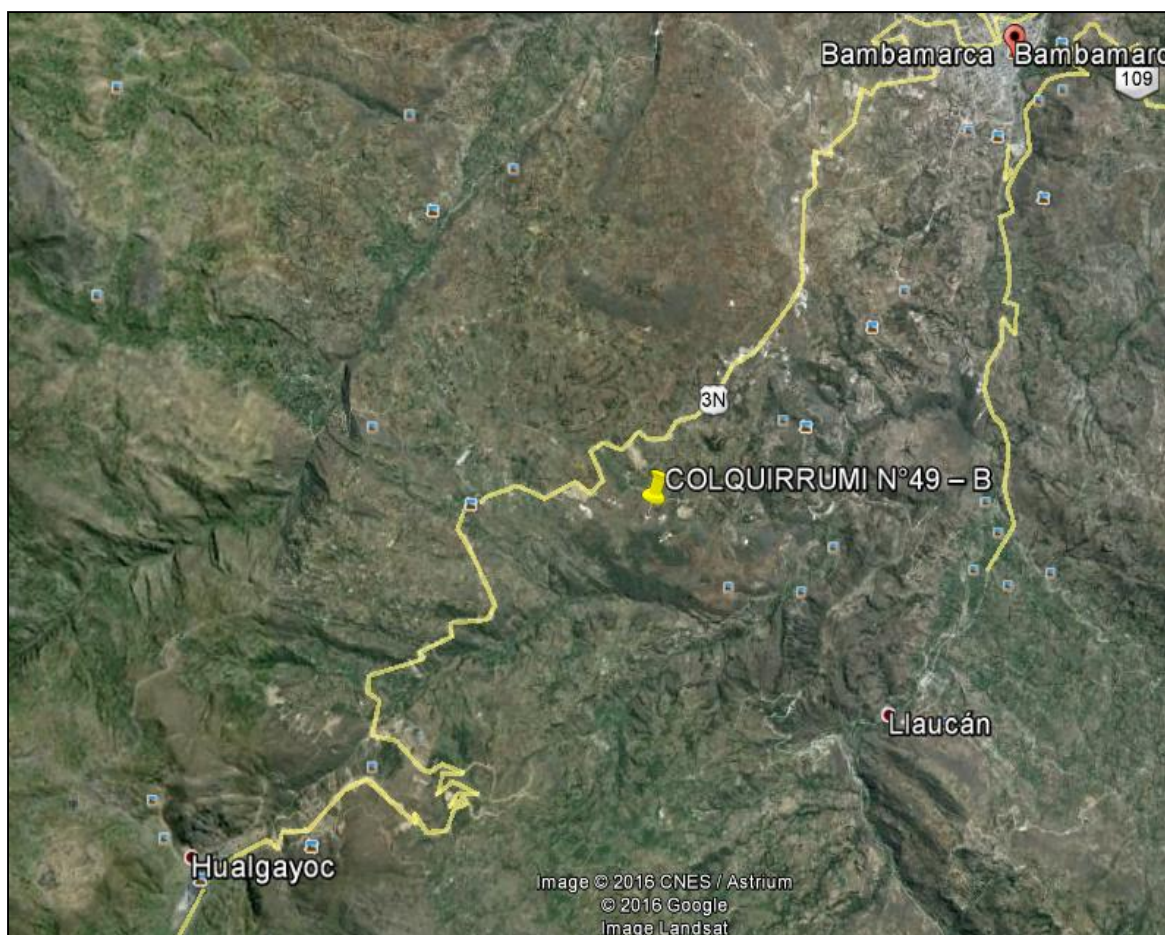 Bambamarca
Bambamarc
109
3N
COLQUIRRUMI N°49 – B
Llaucán
Hualgayoc
Image © 2016 CNES / Astrium
© 2016 Google
Image Landsat